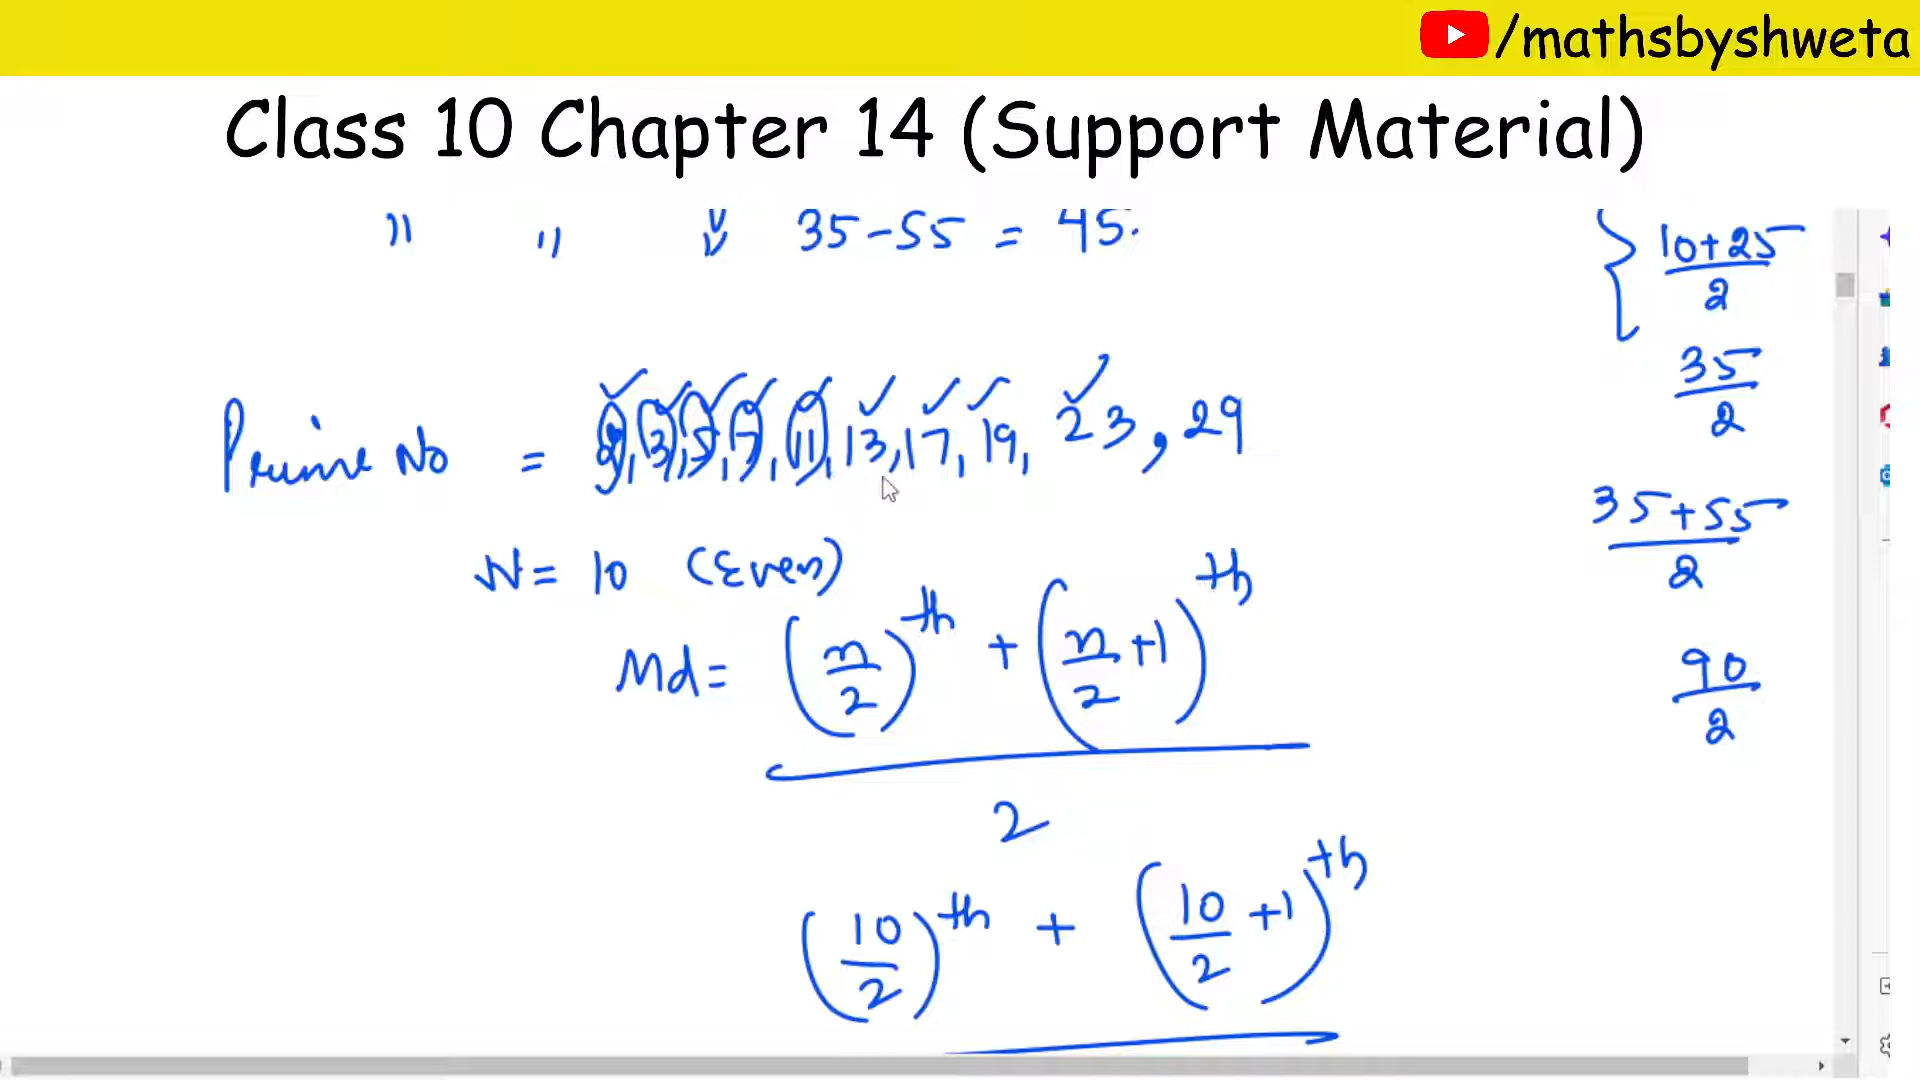 /mathsbyshweta
Class 10 Chapter 14 (Support Material)
" " " 35-55 = 45.
Prime No = 2, 3, 5, 7, 11, 13, 17, 19, 23, 29
N = 10 (Even)
Md = (n/2)^th + (n/2 +1)^th
2
(10/2)^th + (10/2 +1)^th
10+25
2
35
2
35+55
2
90
2